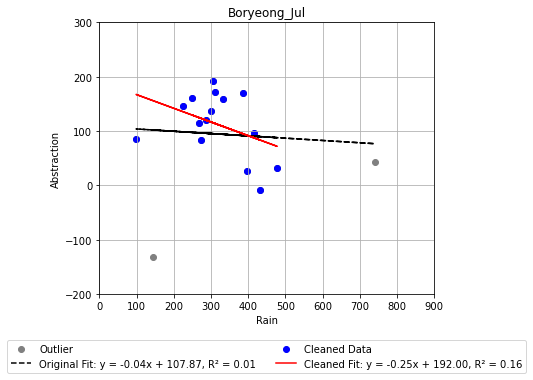 Boryeong_Jul
300
200
100
0
−100
−200
Abstraction
0 100 200 300 400 500 600 700 800 900
Rain
Outlier
Original Fit: y = -0.04x + 107.87, R² = 0.01
Cleaned Data
Cleaned Fit: y = -0.25x + 192.00, R² = 0.16